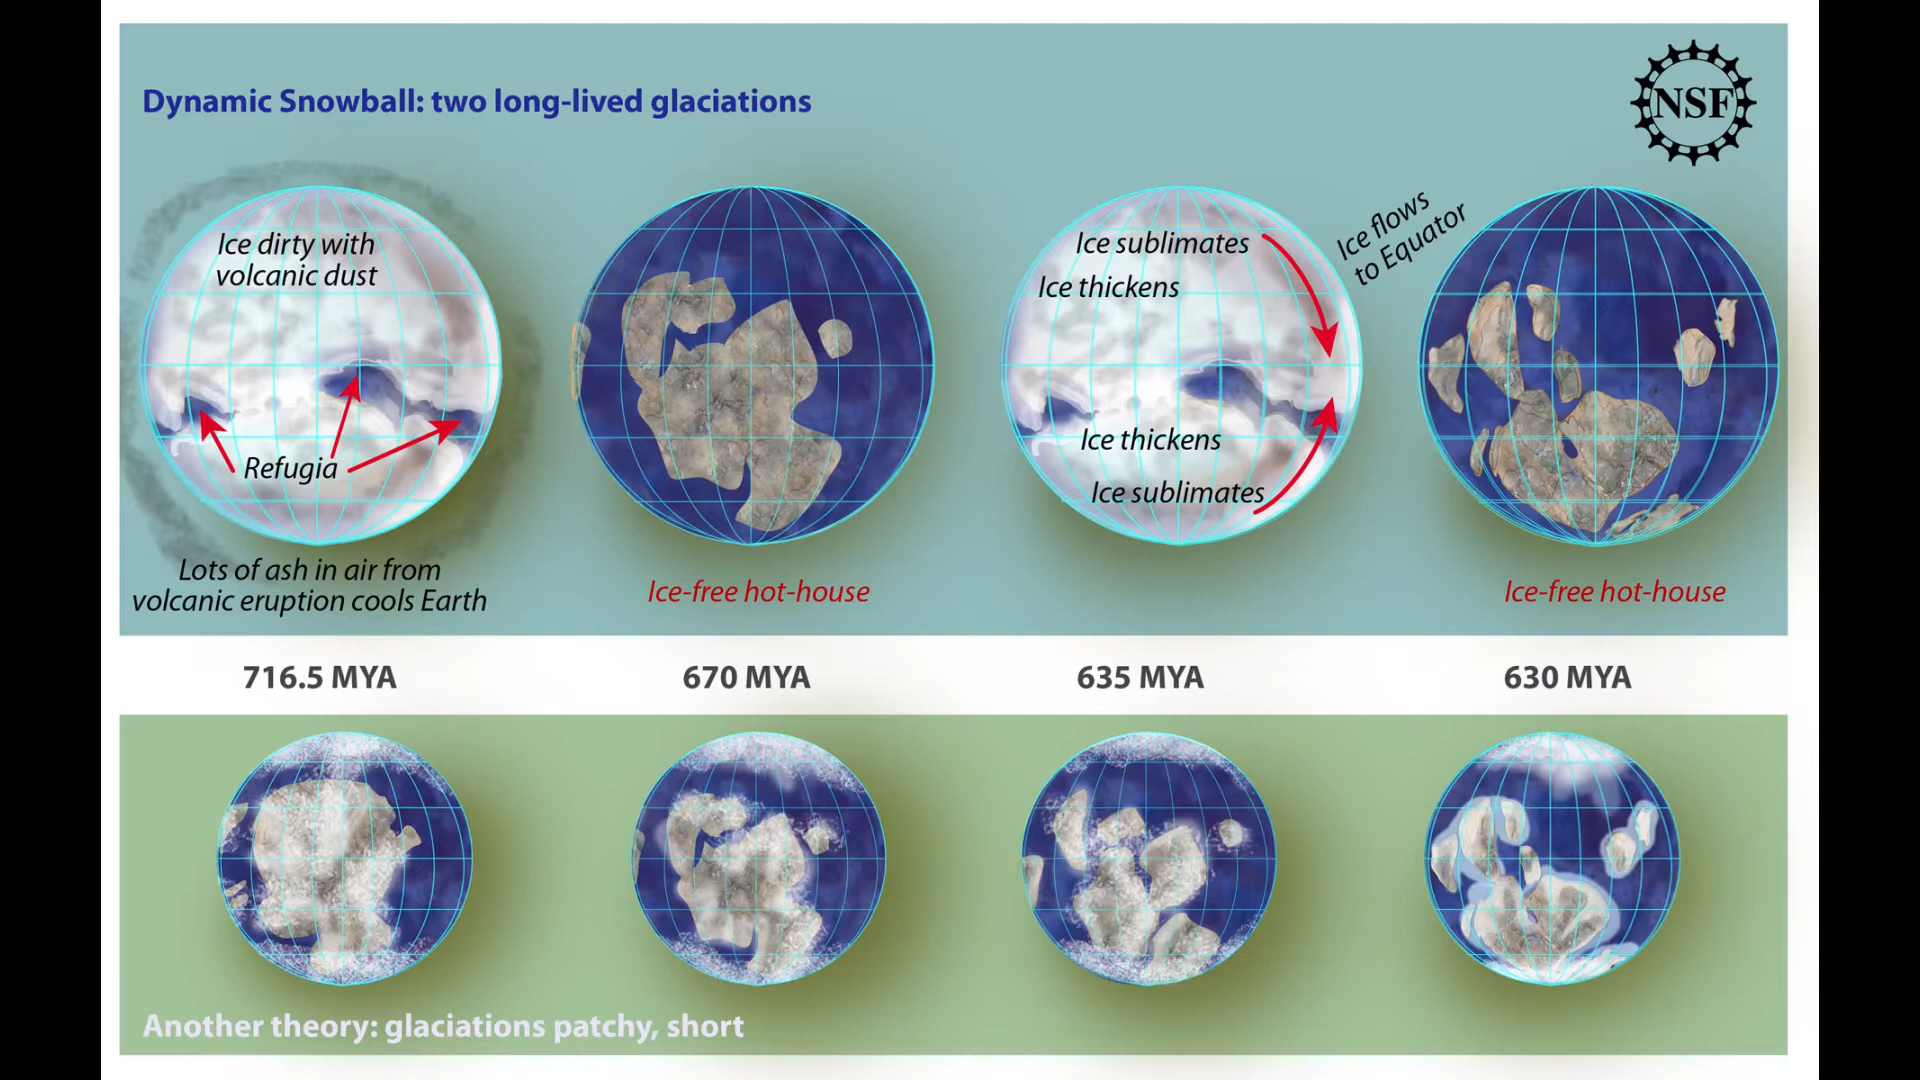 Dynamic Snowball: two long-lived glaciations
NSF
Ice dirty with
volcanic dust
Refugia
Lots of ash in air from
volcanic eruption cools Earth
Ice-free hot-house
Ice sublimates
Ice thickens
Ice flows
to Equator
Ice thickens
Ice sublimates
Ice-free hot-house
716.5 MYA
670 MYA
635 MYA
630 MYA
Another theory: glaciations patchy, short